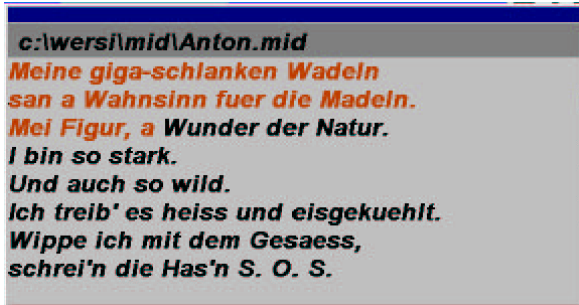 c:\wersi\mid\Anton.mid
Meine giga-schlanken Wadeln
san a Wahnsinn fuer die Madeln.
Mei Figur, a Wunder der Natur.
I bin so stark.
Und auch so wild.
Ich treib' es heiss und eisgekuehlt.
Wippe ich mit dem Gesaess,
schrei'n die Has'n S. O. S.